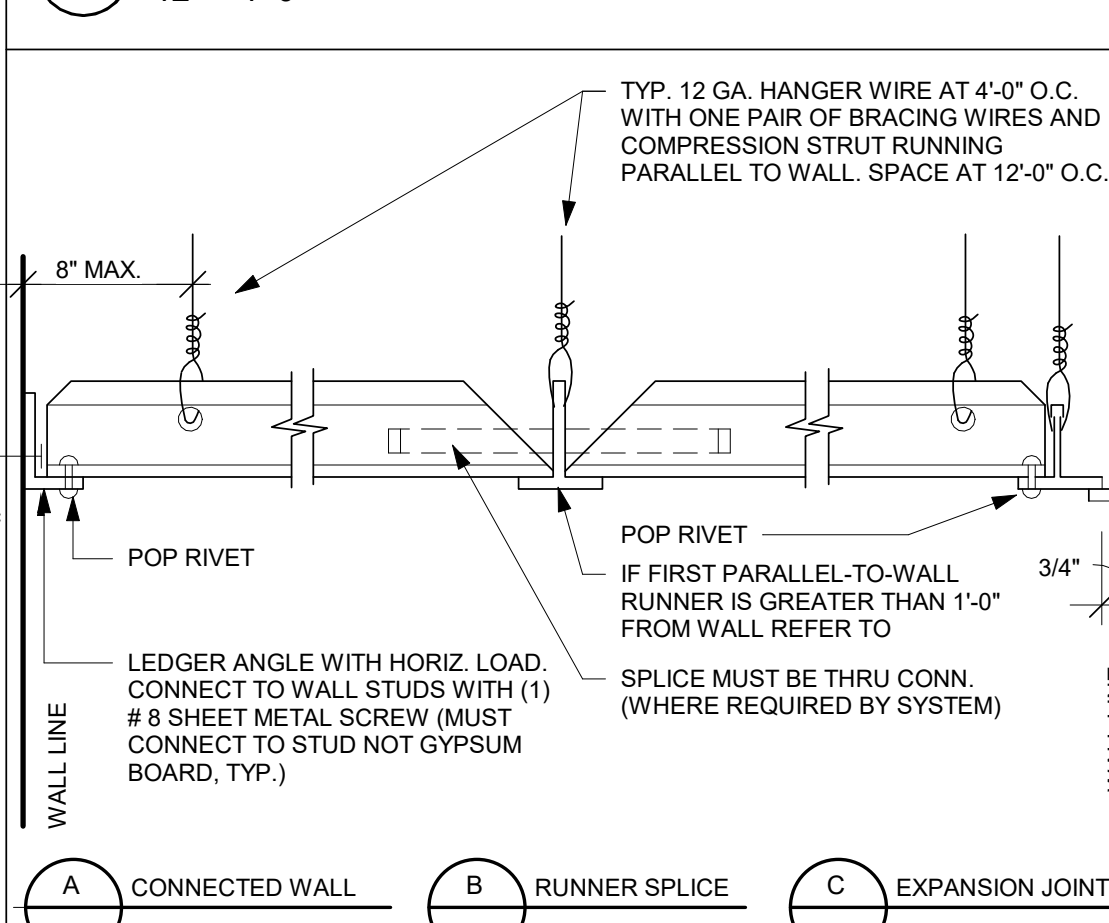 TYP. 12 GA. HANGER WIRE AT 4'-0" O.C.
WITH ONE PAIR OF BRACING WIRES AND
COMPRESSION STRUT RUNNING
PARALLEL TO WALL. SPACE AT 12'-0" O.C.
8" MAX.
POP RIVET
LEDGER ANGLE WITH HORIZ. LOAD.
CONNECT TO WALL STUDS WITH (1)
# 8 SHEET METAL SCREW (MUST
CONNECT TO STUD NOT GYPSUM
BOARD, TYP.)
WALL LINE
POP RIVET
IF FIRST PARALLEL-TO-WALL
RUNNER IS GREATER THAN 1'-0"
FROM WALL REFER TO
SPLICE MUST BE THRU CONN.
(WHERE REQUIRED BY SYSTEM)
3/4"
A CONNECTED WALL
B RUNNER SPLICE
C EXPANSION JOINT